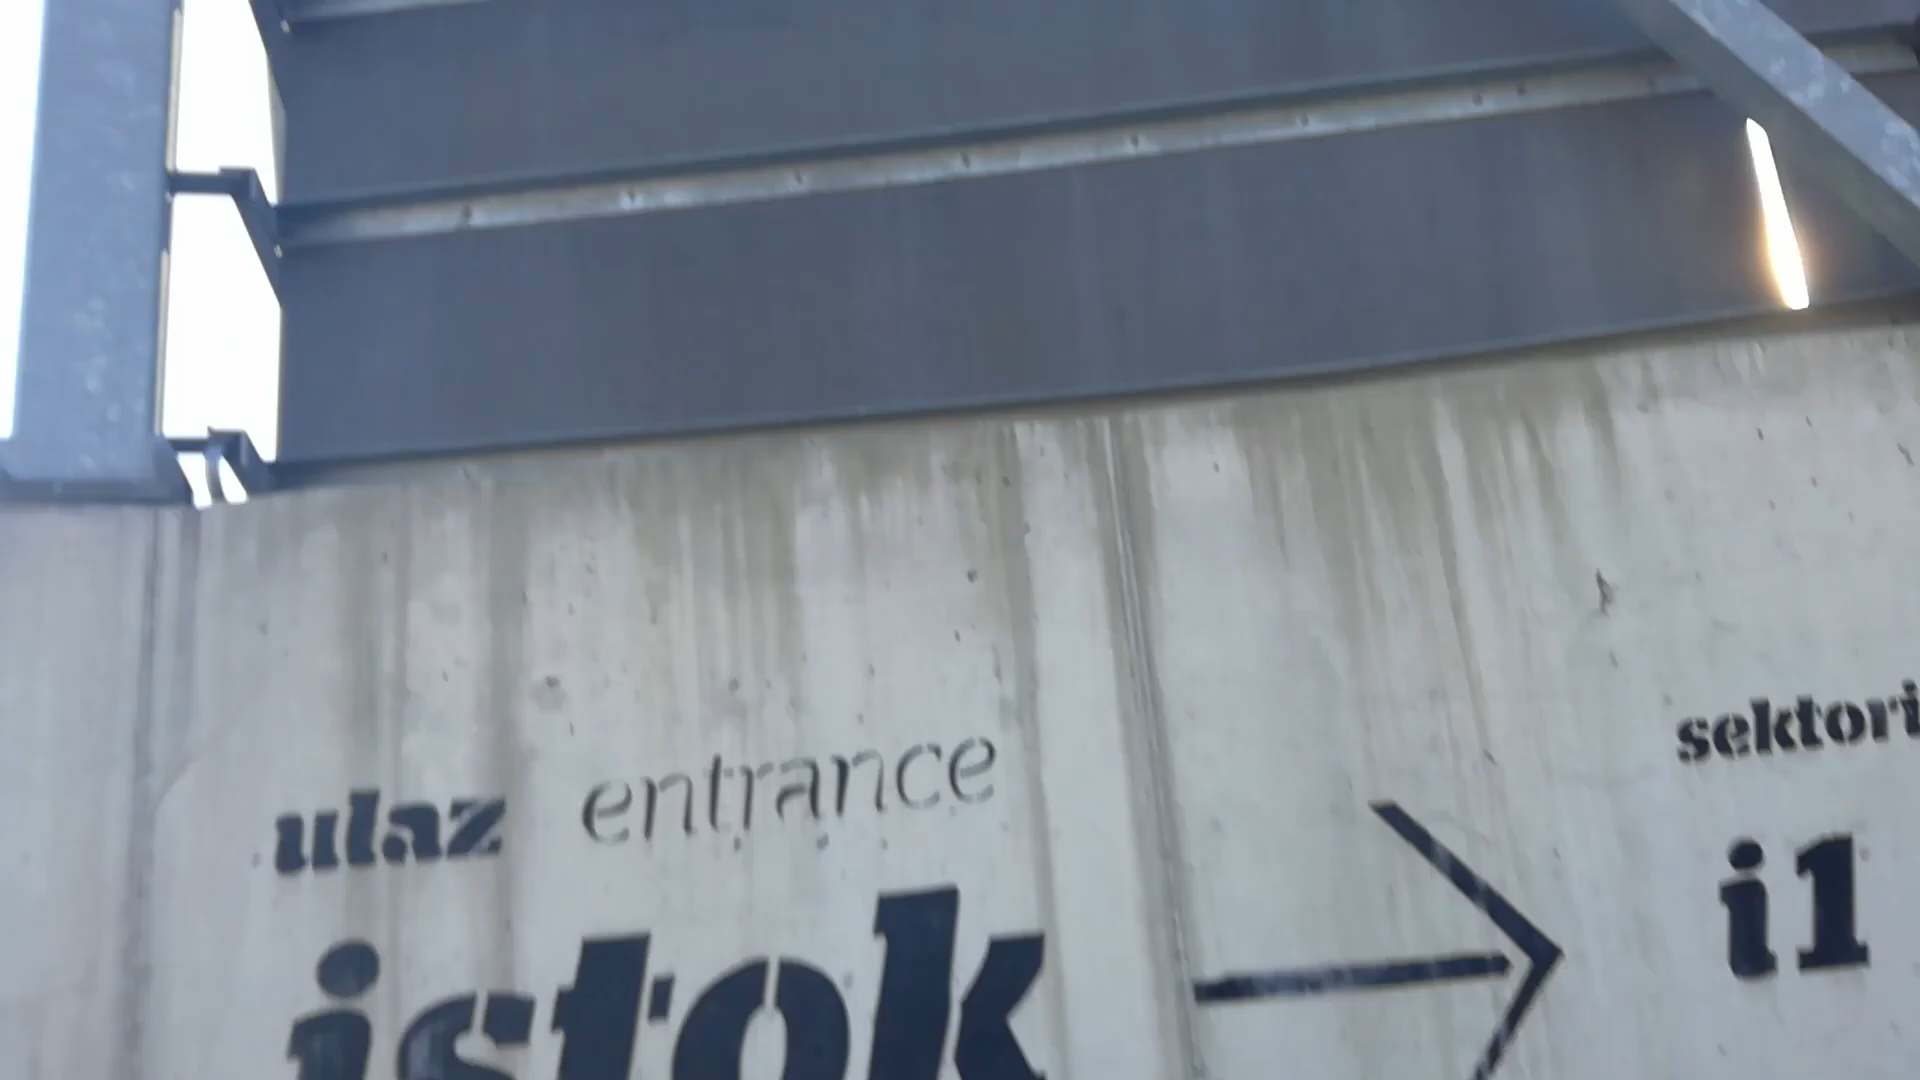 ulaz entrance
istok
sektori
i1